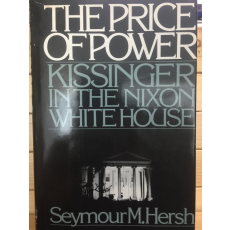 THE PRICE
OF POWER
KISSINGER
IN THE NIXON
WHITE HOUSE
Seymour M. Hersh